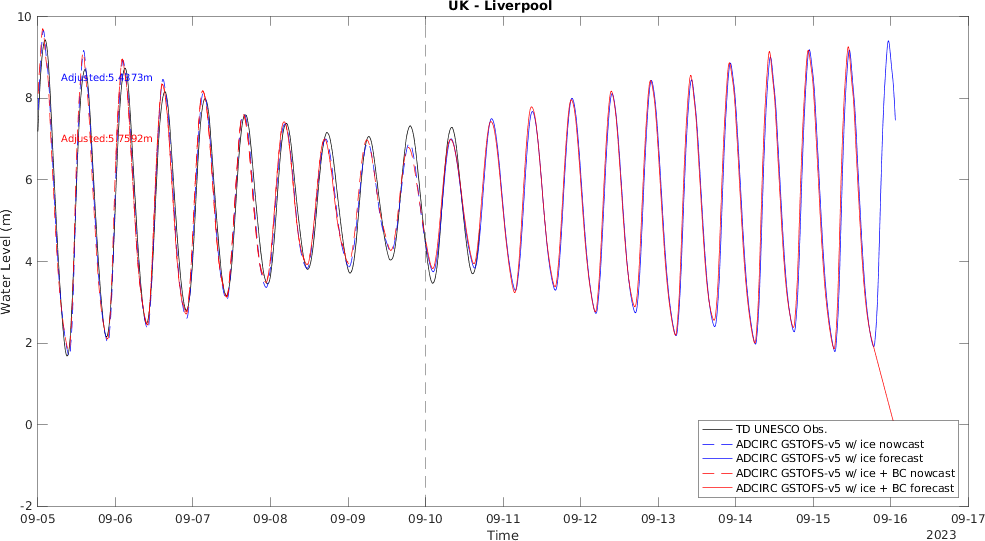 UK - Liverpool
10
8
6
4
2
0
-2
Water Level (m)
Adjusted:5.4373m
Adjusted:5.7592m
TD UNESCO Obs.
ADCIRC GSTOFS-v5 w/ ice nowcast
ADCIRC GSTOFS-v5 w/ ice forecast
ADCIRC GSTOFS-v5 w/ ice + BC nowcast
ADCIRC GSTOFS-v5 w/ ice + BC forecast
09-05 09-06 09-07 09-08 09-09 09-10 09-11 09-12 09-13 09-14 09-15 09-16 09-17
Time
2023